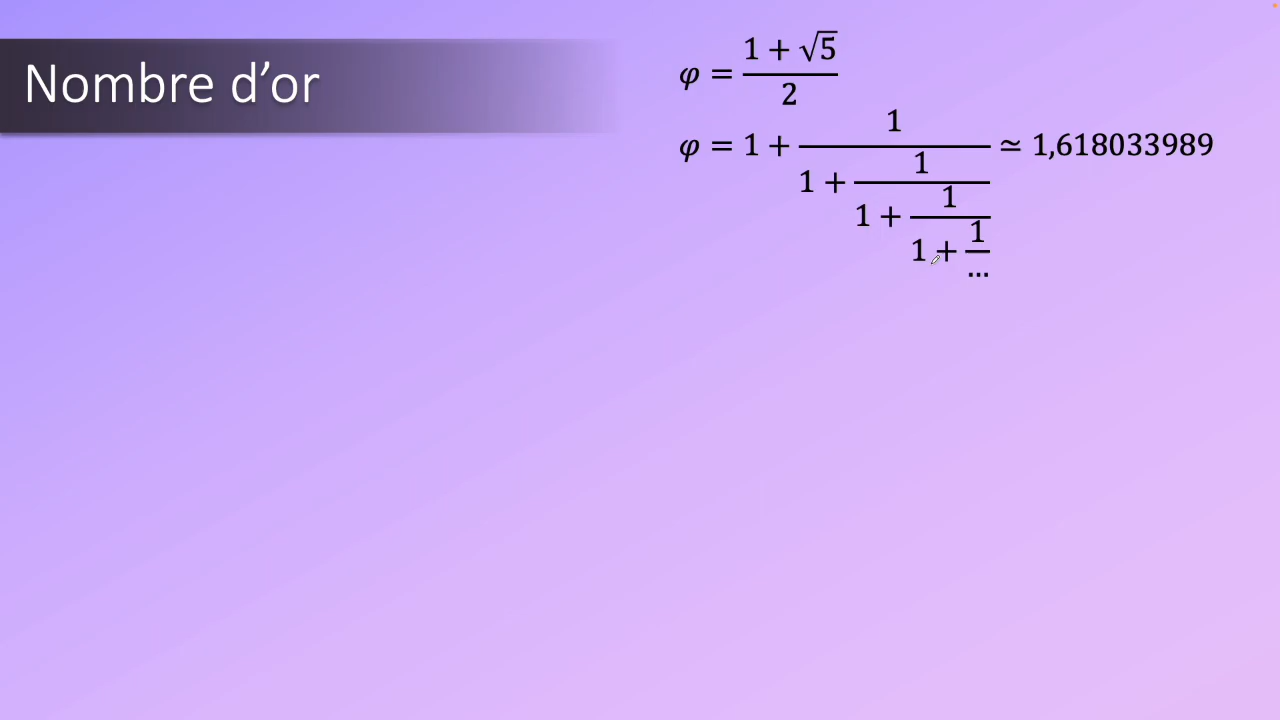 Nombre d'or
φ = (1 + √5) / 2
φ = 1 + 1 / (1 + 1 / (1 + 1 / (1 + 1 / ...))) ≃ 1,618033989